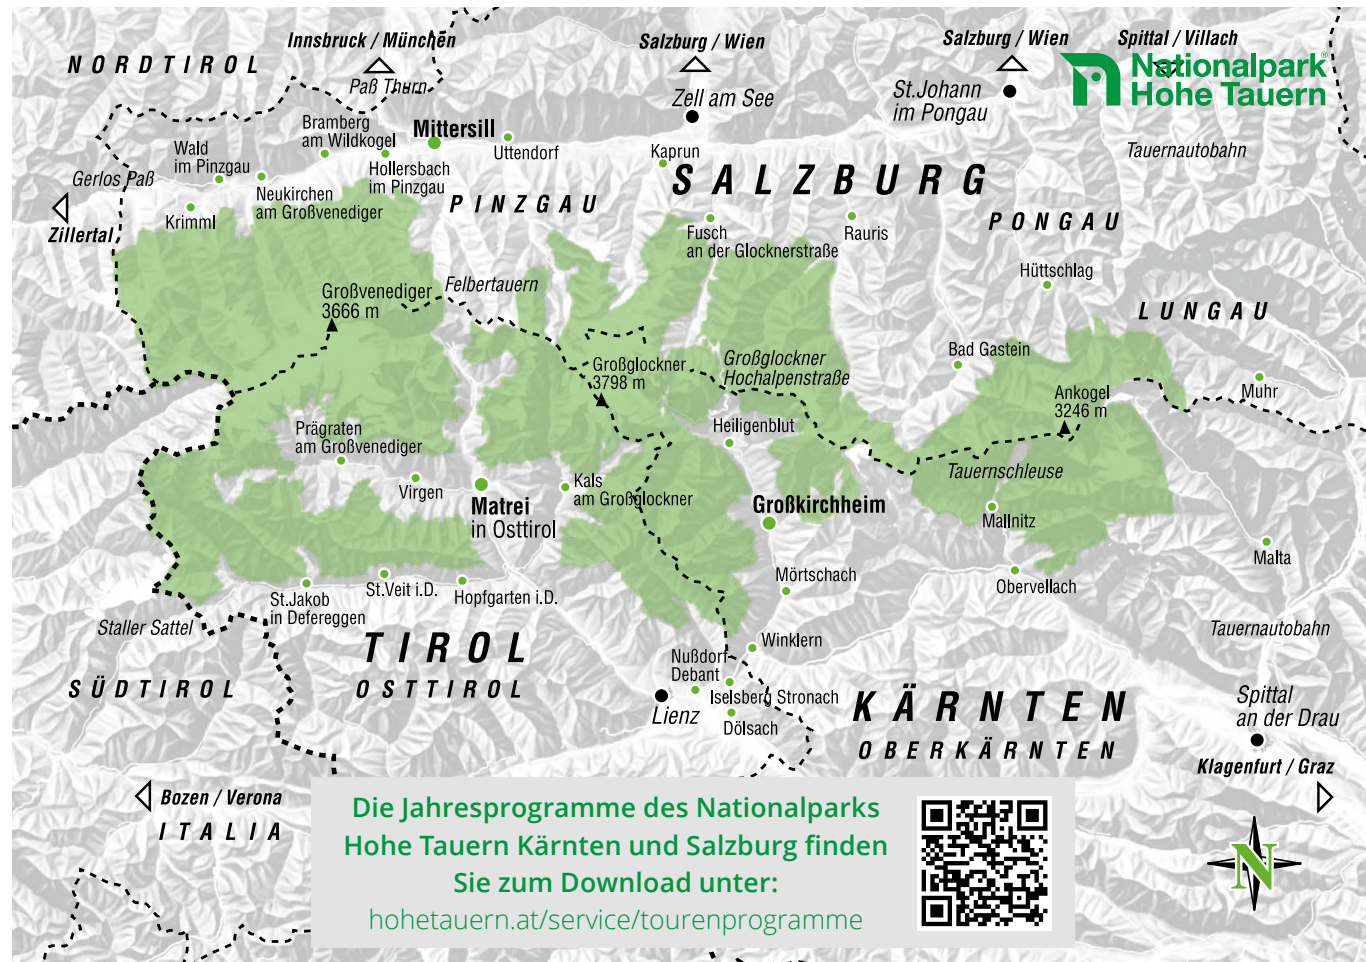 Innsbruck / München
Salzburg / Wien
Salzburg / Wien
Spittal / Villach
NORDTIROL
Paß Thurn
Zell am See
St.Johann
im Pongau
Nationalpark®
Hohe Tauern
Bramberg
am Wildkogel
Mittersill
Uttendorf
Kaprun
Tauernautobahn
Wald
im Pinzgau
Hollersbach
im Pinzgau
Gerlos Paß
Neukirchen
am Großvenediger
PINZGAU
SALZBURG
Zillertal
Krimml
Fusch
an der Glocknerstraße
Rauris
PONGAU
Hüttschlag
Großvenediger
3666 m
Felbertauern
LUNGAU
Großglockner
3798 m
Großglockner
Hochalpenstraße
Bad Gastein
Ankogel
3246 m
Muhr
Prägraten
am Großvenediger
Heiligenblut
Virgen
Matrei
in Osttirol
Kals
am Großglockner
Großkirchheim
Tauernschleuse
Mallnitz
Malta
St.Jakob
in Defereggen
St.Veit i.D.
Hopfgarten i.D.
Mörtschach
Obervellach
Staller Sattel
TIROL
OSTTIROL
SÜDTIROL
Winklern
Nußdorf-
Debant
Iselsberg Stronach
Lienz
Dölsach
KÄRNTEN
OBERKÄRNTEN
Tauernautobahn
Spittal
an der Drau
Klagenfurt / Graz
Bozen / Verona
ITALIA
Die Jahresprogramme des Nationalparks
Hohe Tauern Kärnten und Salzburg finden
Sie zum Download unter:
hohetauern.at/service/tourenprogramme
N